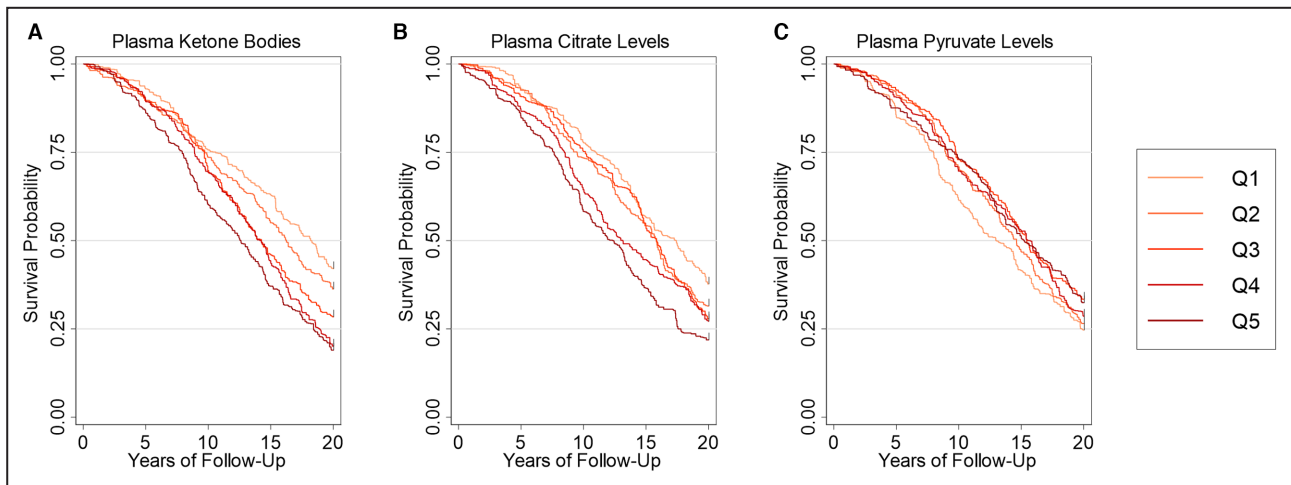 A
Plasma Ketone Bodies
1.00
0.75
0.50
0.25
0.00
Survival Probability
0 5 10 15 20
Years of Follow-Up
B
Plasma Citrate Levels
1.00
0.75
0.50
0.25
0.00
Survival Probability
0 5 10 15 20
Years of Follow-Up
C
Plasma Pyruvate Levels
1.00
0.75
0.50
0.25
0.00
Survival Probability
0 5 10 15 20
Years of Follow-Up
Q1
Q2
Q3
Q4
Q5